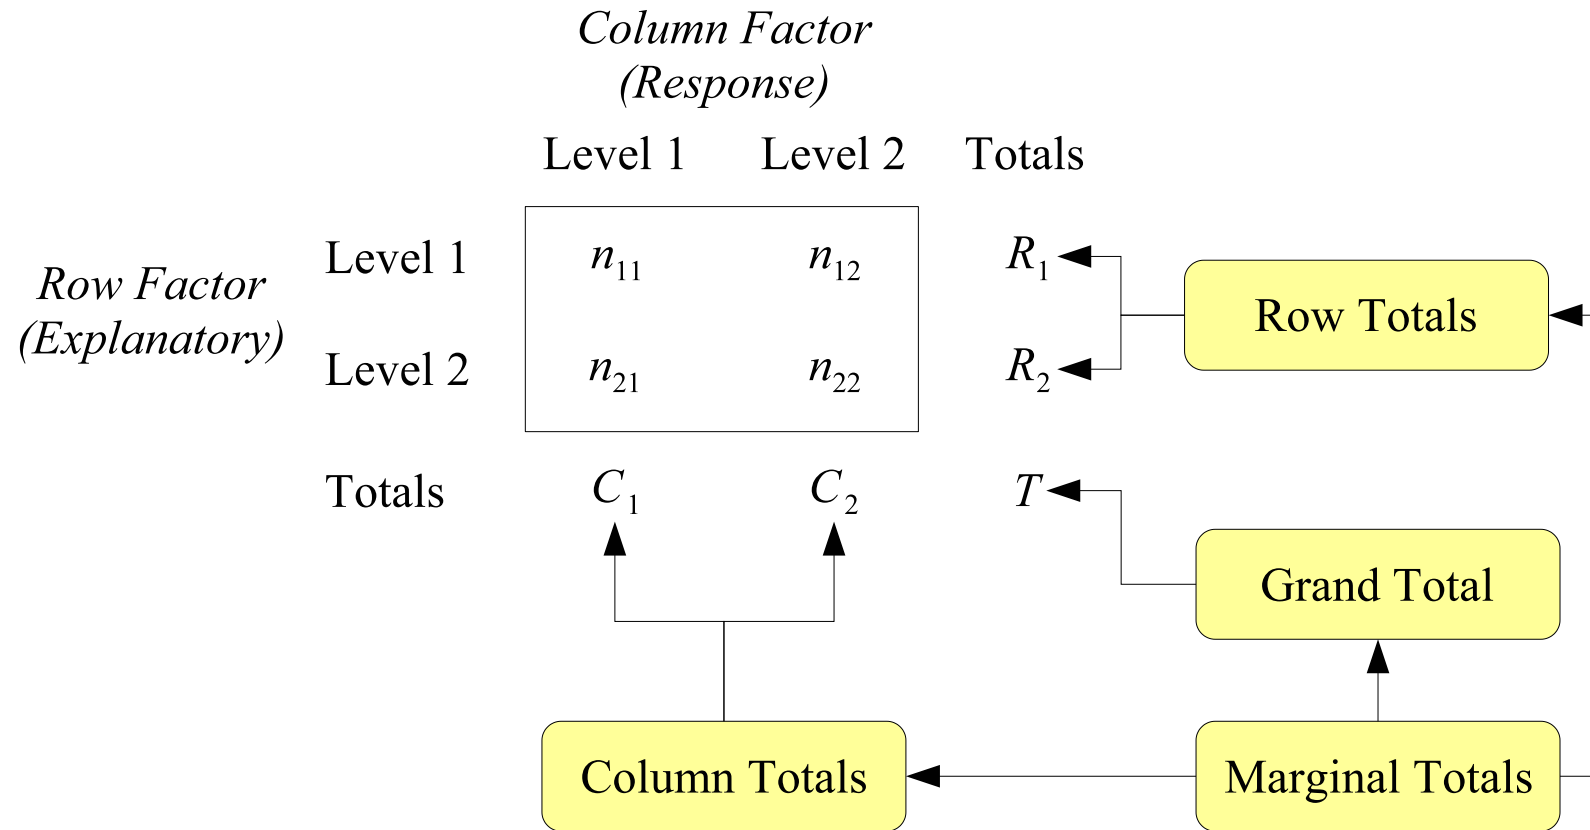 Column Factor
(Response)
Level 1 Level 2 Totals
Row Factor
(Explanatory)
Level 1 n₁₁ n₁₂ R₁
Level 2 n₂₁ n₂₂ R₂
Totals C₁ C₂ T
Row Totals
Grand Total
Column Totals
Marginal Totals